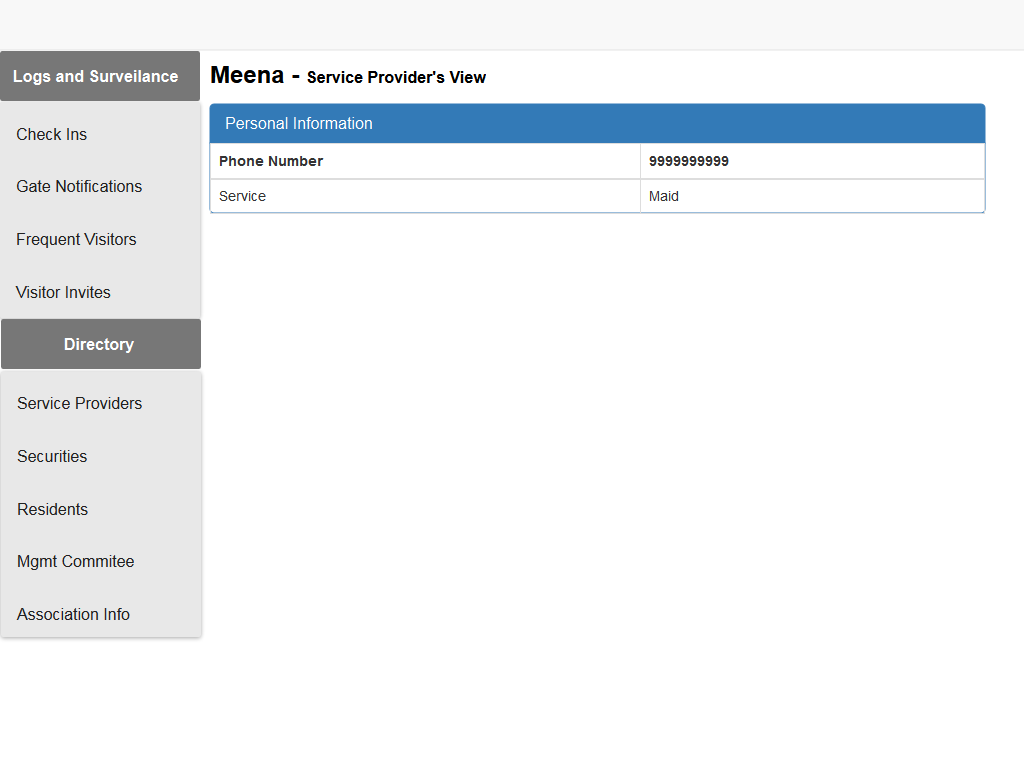 Logs and Surveilance
Check Ins
Gate Notifications
Frequent Visitors
Visitor Invites
Directory
Service Providers
Securities
Residents
Mgmt Commitee
Association Info
Meena - Service Provider's View
Personal Information
Phone Number 9999999999
Service Maid